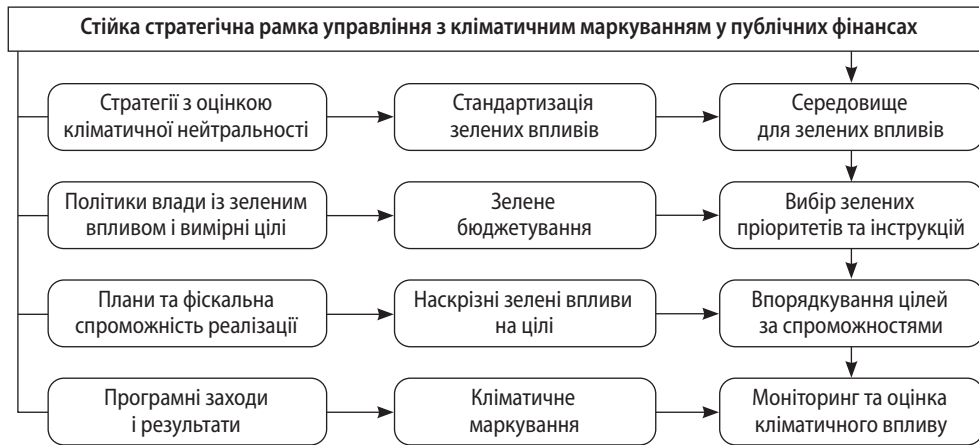 Стійка стратегічна рамка управління з кліматичним маркуванням у публічних фінансах
Стратегії з оцінкою
кліматичної нейтральності
Стандартизація
зелених впливів
Середовище
для зелених впливів
Політики влади із зеленим
впливом і вимірні цілі
Зелене
бюджетування
Вибір зелених
пріоритетів та інструкцій
Плани та фіскальна
спроможність реалізації
Наскрізні зелені впливи
на цілі
Впорядкування цілей
за спроможностями
Програмні заходи
і результати
Кліматичне
маркування
Моніторинг та оцінка
кліматичного впливу